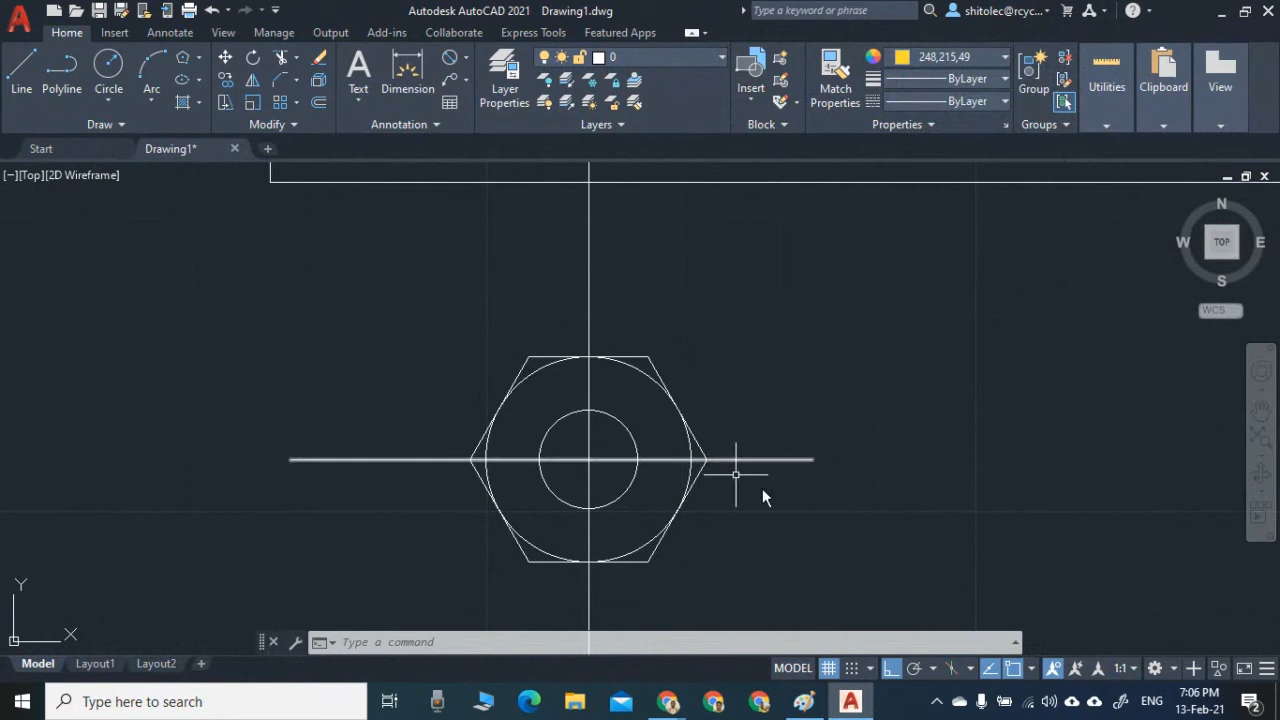 Autodesk AutoCAD 2021 Drawing1.dwg
Type a keyword or phrase
shitolec@rcyc...
Home Insert Annotate View Manage Output Add-ins Collaborate Express Tools Featured Apps
Line
Polyline
Circle
Arc
Draw
Modify
Text
Dimension
Annotation
Layer
Properties
0
Layers
Insert
Block
Match
Properties
248,215,49
ByLayer
ByLayer
Properties
Group
Groups
Utilities
Clipboard
View
Start
Drawing1*
[−][Top][2D Wireframe]
N
W
TOP
E
S
WCS
Y
X
Type a command
Model Layout1 Layout2
MODEL
1:1
Type here to search
A
ENG
7:06 PM
13-Feb-21
2